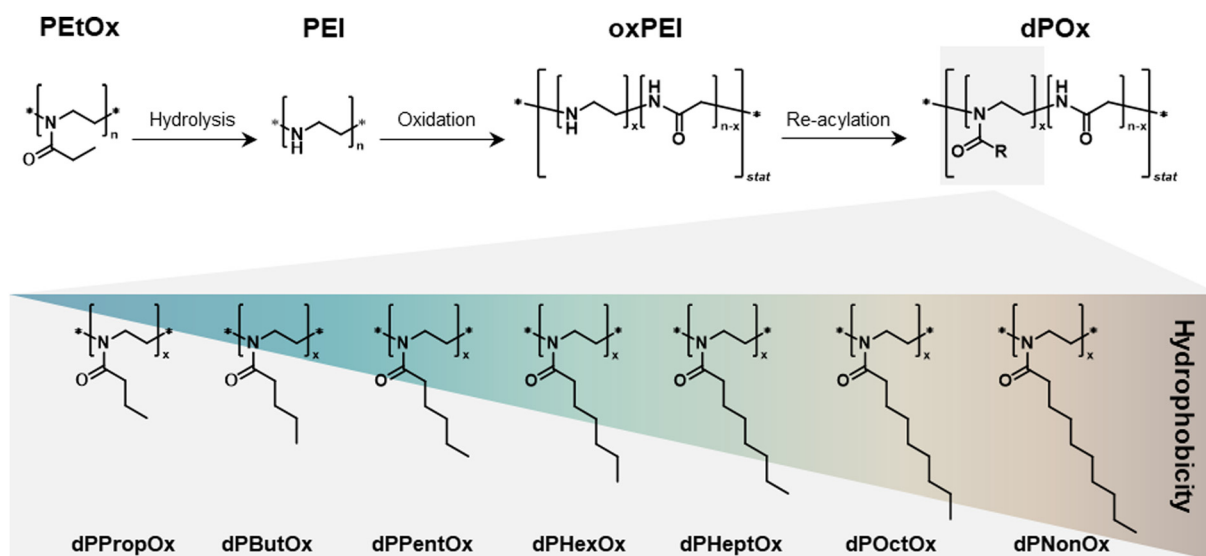 PEtOx PEI oxPEI dPOx
Hydrolysis Oxidation Re-acylation
* N * n O
* N H * n
* N H x H N O n-x * stat
* N O R x H N O n-x * stat
* N * x O
* N * x O
* N * x O
* N * x O
* N * x O
* N * x O
* N * x O
Hydrophobicity
dPPropOx dPButOx dPPentOx dPHexOx dPHeptOx dPOctOx dPNonOx